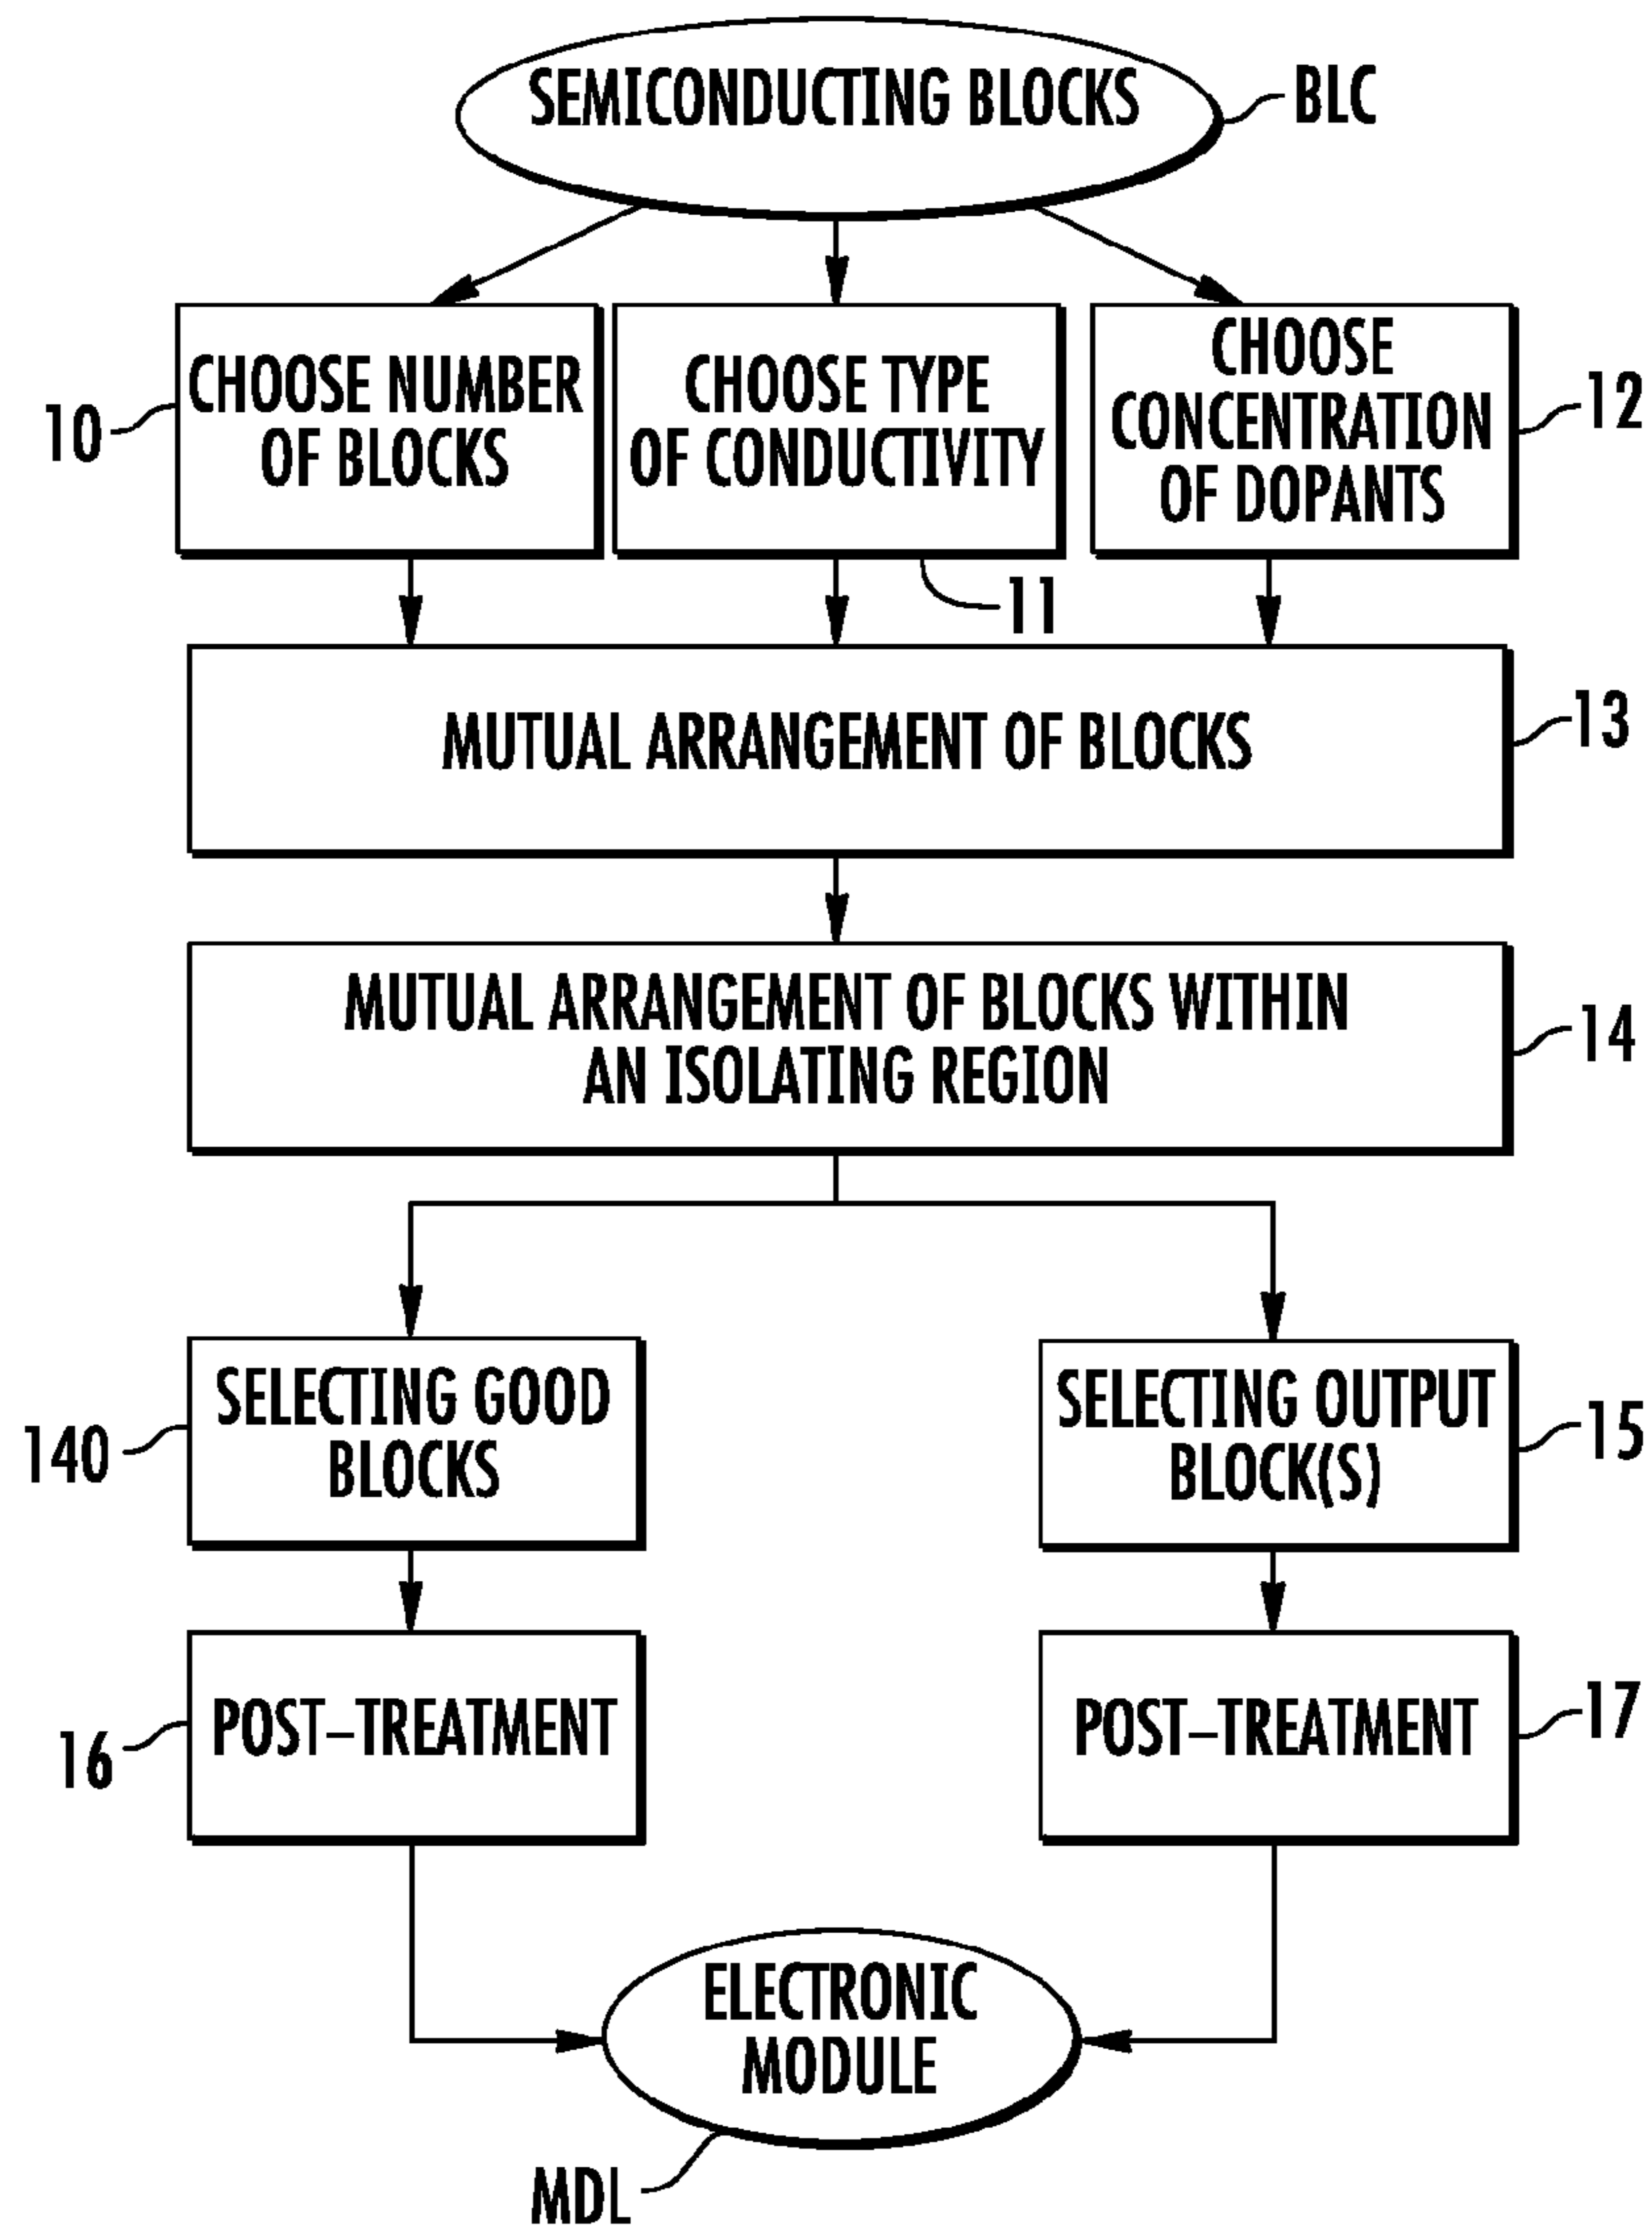 SEMICONDUCTING BLOCKS
BLC
CHOOSE NUMBER
OF BLOCKS
10
CHOOSE TYPE
OF CONDUCTIVITY
11
CHOOSE
CONCENTRATION
OF DOPANTS
12
MUTUAL ARRANGEMENT OF BLOCKS
13
MUTUAL ARRANGEMENT OF BLOCKS WITHIN
AN ISOLATING REGION
14
SELECTING GOOD
BLOCKS
140
SELECTING OUTPUT
BLOCK(S)
15
POST–TREATMENT
16
POST–TREATMENT
17
ELECTRONIC
MODULE
MDL